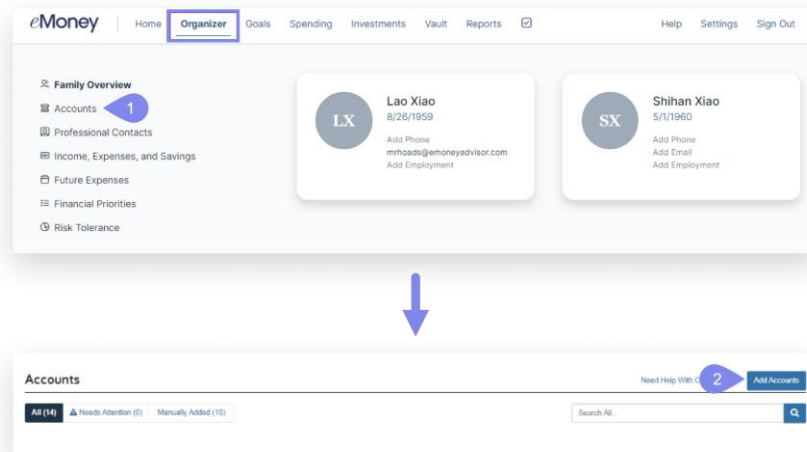 eMoney
Home Organizer Goals Spending Investments Vault Reports Help Settings Sign Out
Family Overview
Accounts 1
Professional Contacts
Income, Expenses, and Savings
Future Expenses
Financial Priorities
Risk Tolerance
LX
Lao Xiao
8/26/1959
Add Phone
mrhoads@emoneyadvisor.com
Add Employment
SX
Shihan Xiao
5/1/1960
Add Phone
Add Email
Add Employment
Accounts
Need Help With 2 Add Accounts
All (14) Needs Attention (0) Manually Added (10)
Search All...